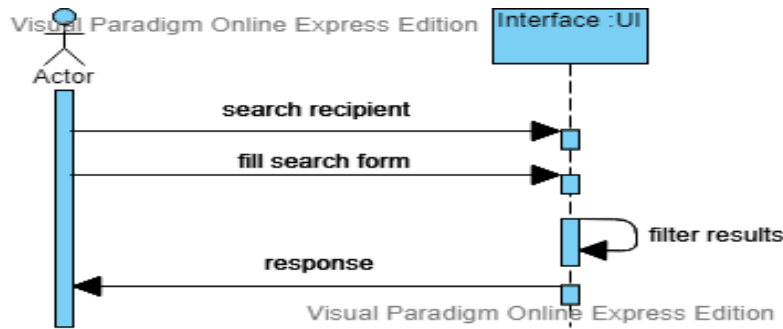 Visual Paradigm Online Express Edition
Interface :UI
Actor
search recipient
fill search form
filter results
response
Visual Paradigm Online Express Edition